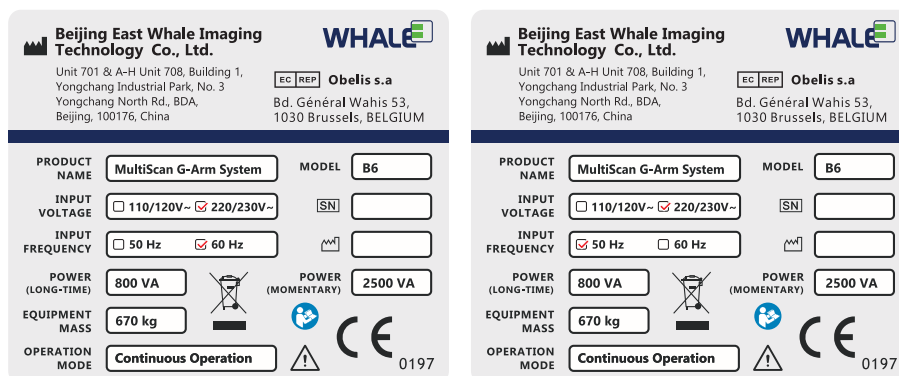 Beijing East Whale Imaging
Technology Co., Ltd.
Unit 701 & A-H Unit 708, Building 1,
Yongchang Industrial Park, No. 3
Yongchang North Rd., BDA,
Beijing, 100176, China
WHALE
EC REP Obelis s.a
Bd. Général Wahis 53,
1030 Brussels, BELGIUM
PRODUCT NAME MultiScan G-Arm System MODEL B6
INPUT VOLTAGE 110/120V~ 220/230V~ SN
INPUT FREQUENCY 50 Hz 60 Hz
POWER (LONG-TIME) 800 VA POWER (MOMENTARY) 2500 VA
EQUIPMENT MASS 670 kg
OPERATION MODE Continuous Operation CE 0197
Beijing East Whale Imaging
Technology Co., Ltd.
Unit 701 & A-H Unit 708, Building 1,
Yongchang Industrial Park, No. 3
Yongchang North Rd., BDA,
Beijing, 100176, China
WHALE
EC REP Obelis s.a
Bd. Général Wahis 53,
1030 Brussels, BELGIUM
PRODUCT NAME MultiScan G-Arm System MODEL B6
INPUT VOLTAGE 110/120V~ 220/230V~ SN
INPUT FREQUENCY 50 Hz 60 Hz
POWER (LONG-TIME) 800 VA POWER (MOMENTARY) 2500 VA
EQUIPMENT MASS 670 kg
OPERATION MODE Continuous Operation CE 0197